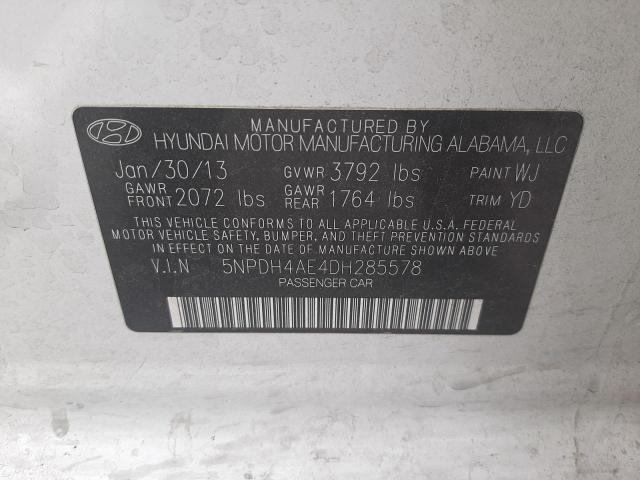 MANUFACTURED BY
HYUNDAI MOTOR MANUFACTURING ALABAMA, LLC
Jan/30/13 GVWR 3792 lbs PAINT WJ
GAWR FRONT 2072 lbs GAWR REAR 1764 lbs TRIM YD
THIS VEHICLE CONFORMS TO ALL APPLICABLE U.S.A. FEDERAL
MOTOR VEHICLE SAFETY, BUMPER, AND THEFT PREVENTION STANDARDS
IN EFFECT ON THE DATE OF MANUFACTURE SHOWN ABOVE.
V.I.N 5NPDH4AE4DH285578
PASSENGER CAR